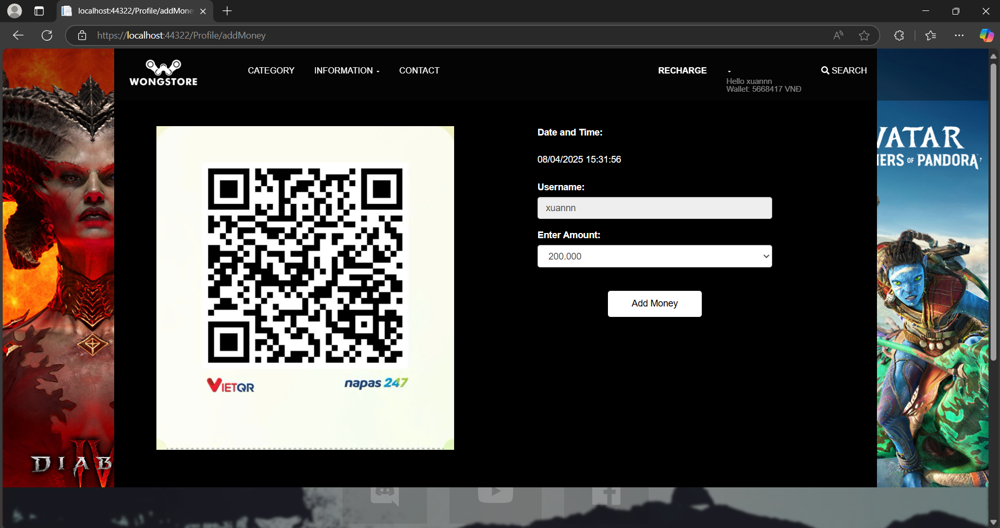 localhost:44322/Profile/addMone
https://localhost:44322/Profile/addMoney
WONGSTORE
CATEGORY
INFORMATION
CONTACT
RECHARGE
Hello xuannn
Wallet: 5668417 VNĐ
SEARCH
VIETQR
napas 247
Date and Time:
08/04/2025 15:31:56
Username:
xuannn
Enter Amount:
200.000
Add Money
DIAB
IV
VATAR
IERS OF PANDORA